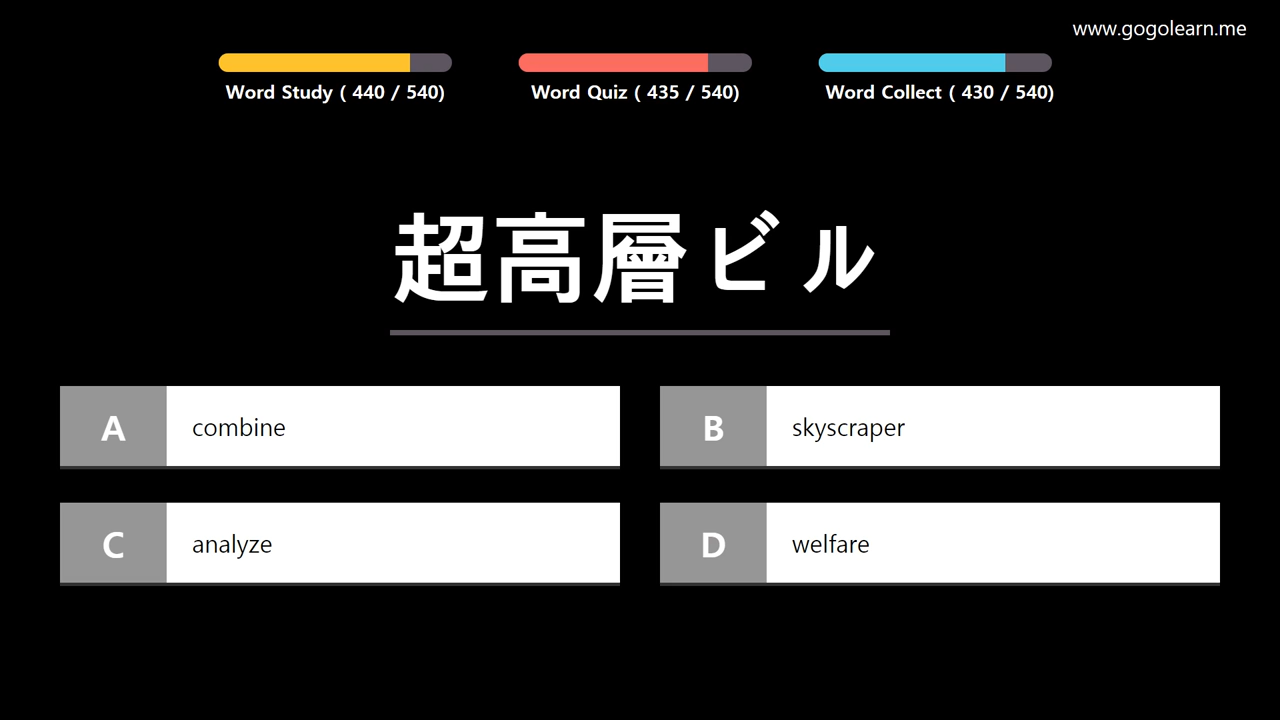 www.gogolearn.me
Word Study ( 440 / 540)
Word Quiz ( 435 / 540)
Word Collect ( 430 / 540)
超高層ビル
A combine
B skyscraper
C analyze
D welfare